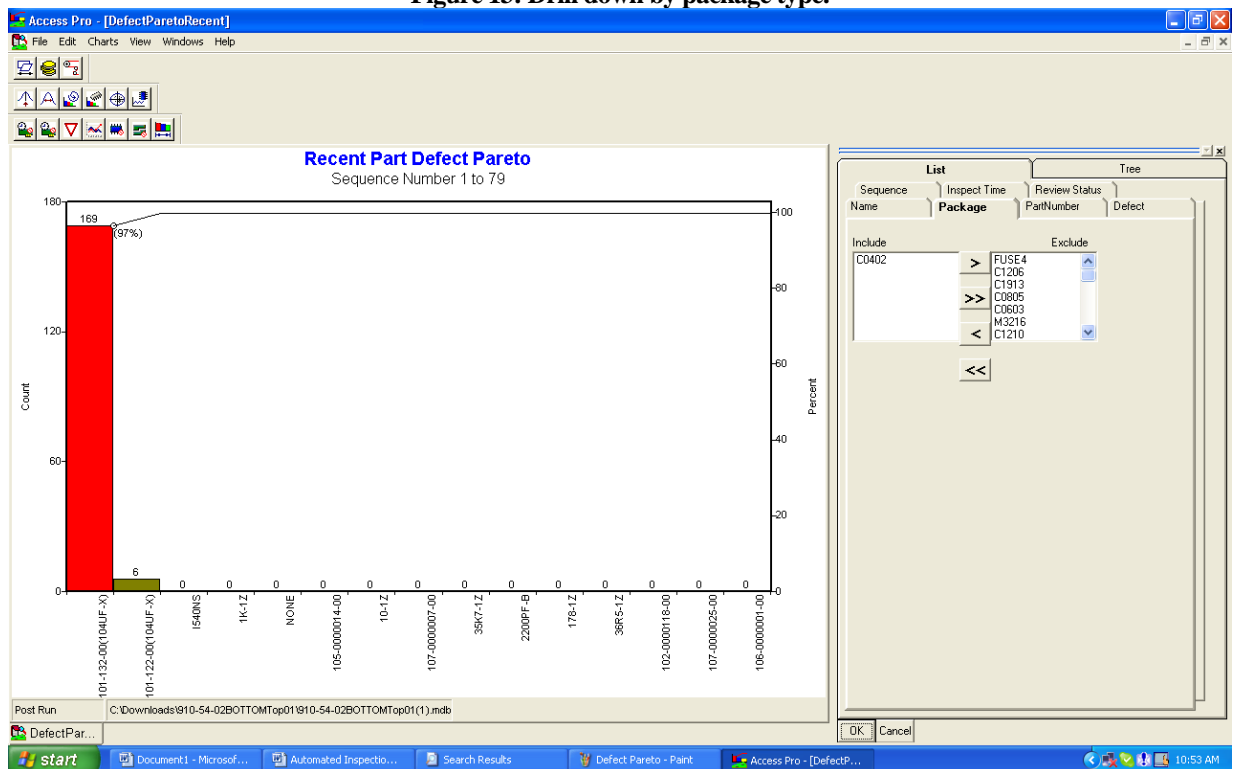 Figure 15: Drill down by package type.
Access Pro - [DefectParetoRecent]
File Edit Charts View Windows Help
Recent Part Defect Pareto
Sequence Number 1 to 79
180
120
60
0
Count
169
(97%)
6
0 0 0 0 0 0 0 0 0 0 0 0 0
100
80
60
40
20
0
Percent
101-132-00(104UF-X)
101-122-00(104UF-X)
I540NS
1K-1Z
NONE
105-0000014-00
10-1Z
107-0000007-00
35K7-1Z
2200PF-B
178-1Z
36R5-1Z
102-0000118-00
107-0000025-00
106-0000001-00
List Tree
Sequence Inspect Time Review Status
Name Package PartNumber Defect
Include Exclude
C0402
>
>>
<
<<
FUSE4
C1206
C1913
C0805
C0603
M3216
C1210
Post Run C:\Downloads\910-54-02BOTTOMTop01\910-54-02BOTTOMTop01(1).mdb
DefectPar...
OK Cancel
start Document1 - Microsof... Automated Inspectio... Search Results Defect Pareto - Paint Access Pro - [DefectP... 10:53 AM